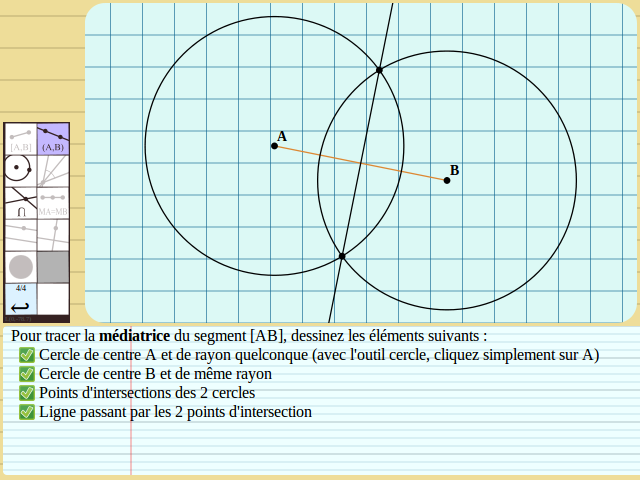 A
B
[A,B]
(A,B)
∩
MA=MB
4/4
Pour tracer la médiatrice du segment [AB], dessinez les éléments suivants :
Cercle de centre A et de rayon quelconque (avec l'outil cercle, cliquez simplement sur A)
Cercle de centre B et de même rayon
Points d'intersections des 2 cercles
Ligne passant par les 2 points d'intersection